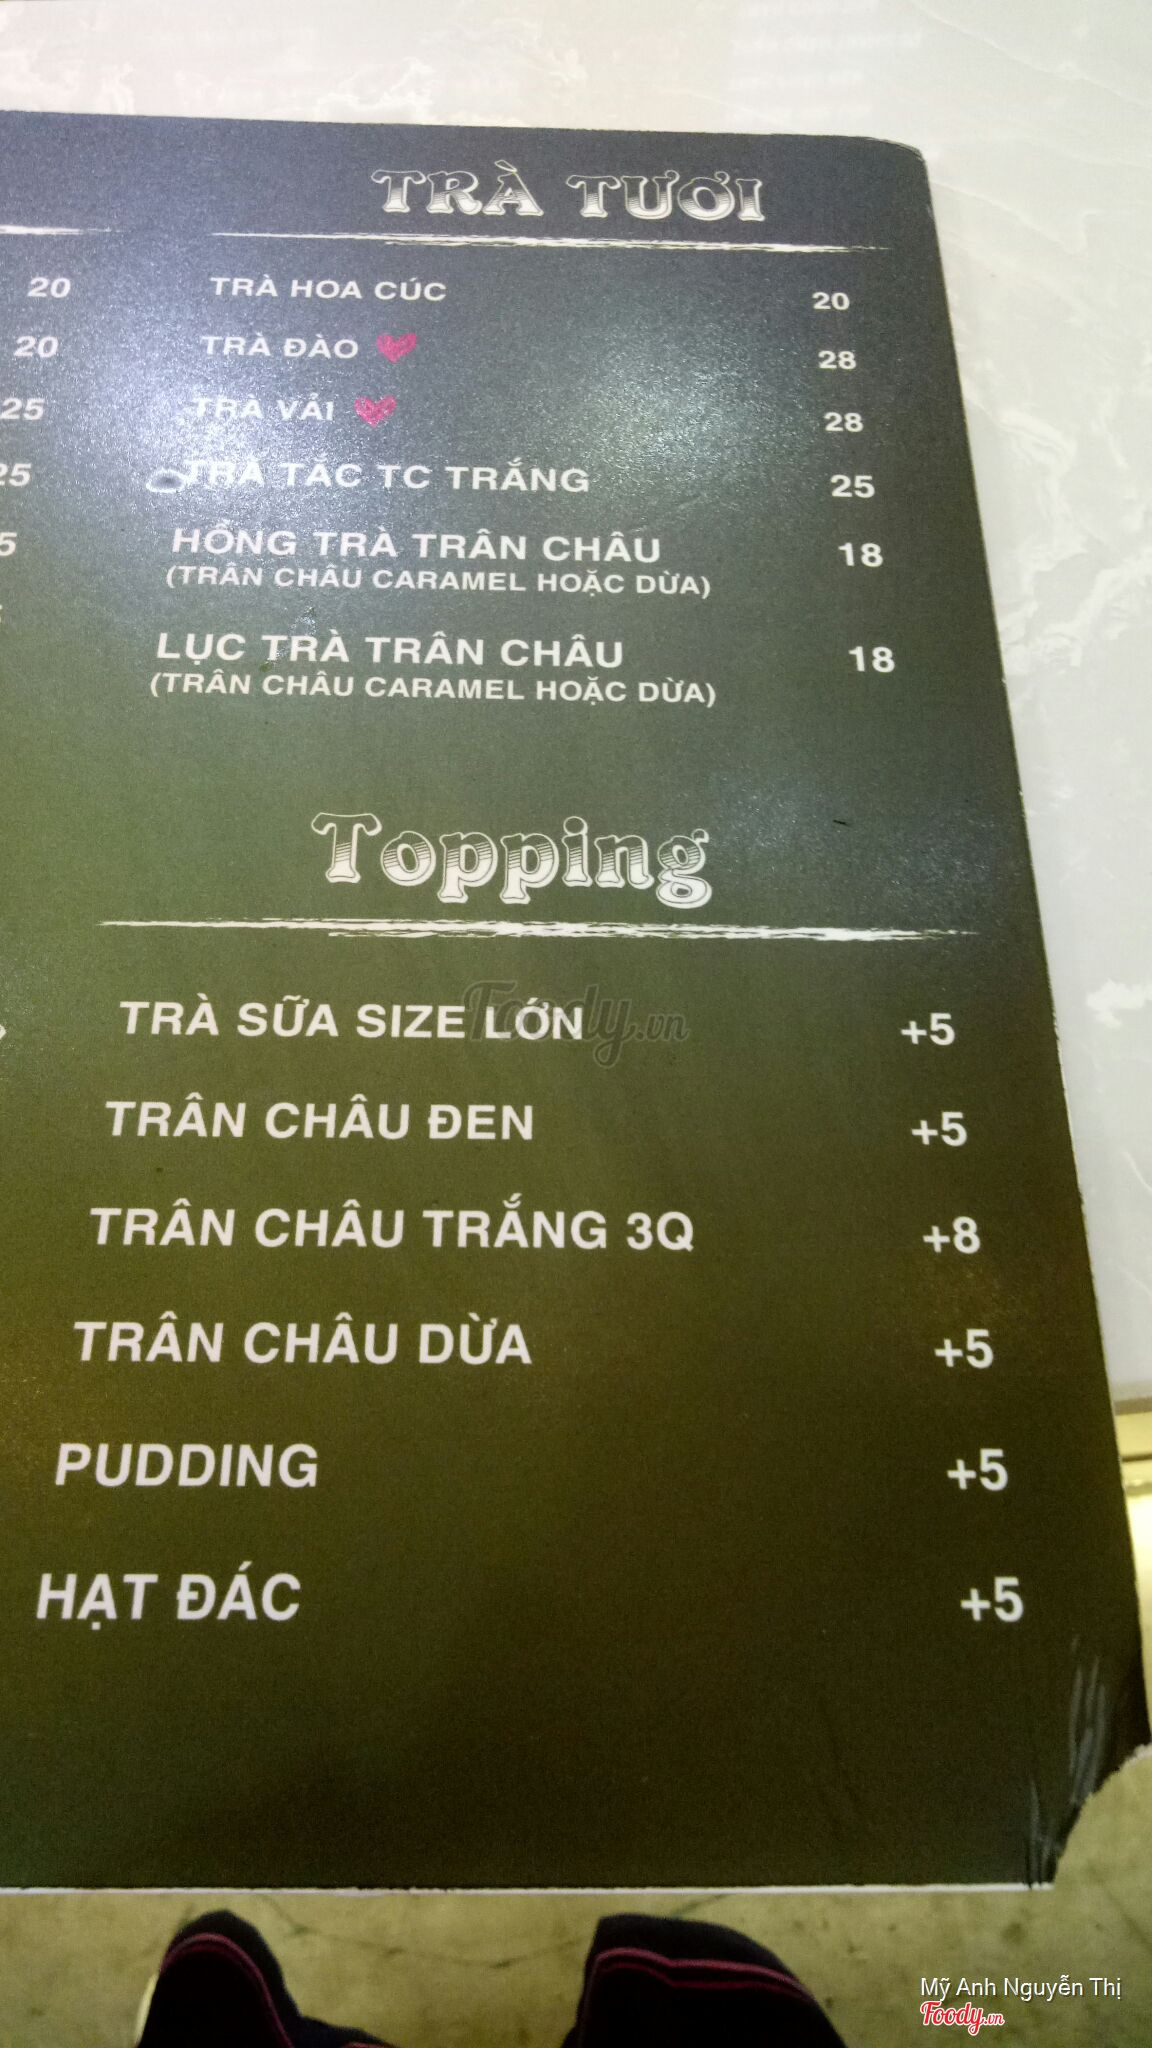 TRÀ TƯƠI
20
20
25
25
5
TRÀ HOA CÚC 20
TRÀ ĐÀO 28
TRÀ VẢI 28
TRÀ TẮC TC TRẮNG 25
HỒNG TRÀ TRÂN CHÂU 18
(TRÂN CHÂU CARAMEL HOẶC DỪA)
LỤC TRÀ TRÂN CHÂU 18
(TRÂN CHÂU CARAMEL HOẶC DỪA)
Topping
TRÀ SỮA SIZE LỚN +5
TRÂN CHÂU ĐEN +5
TRÂN CHÂU TRẮNG 3Q +8
TRÂN CHÂU DỪA +5
PUDDING +5
HẠT ĐÁC +5
Foody.vn
Mỹ Anh Nguyễn Thị
Foody.vn